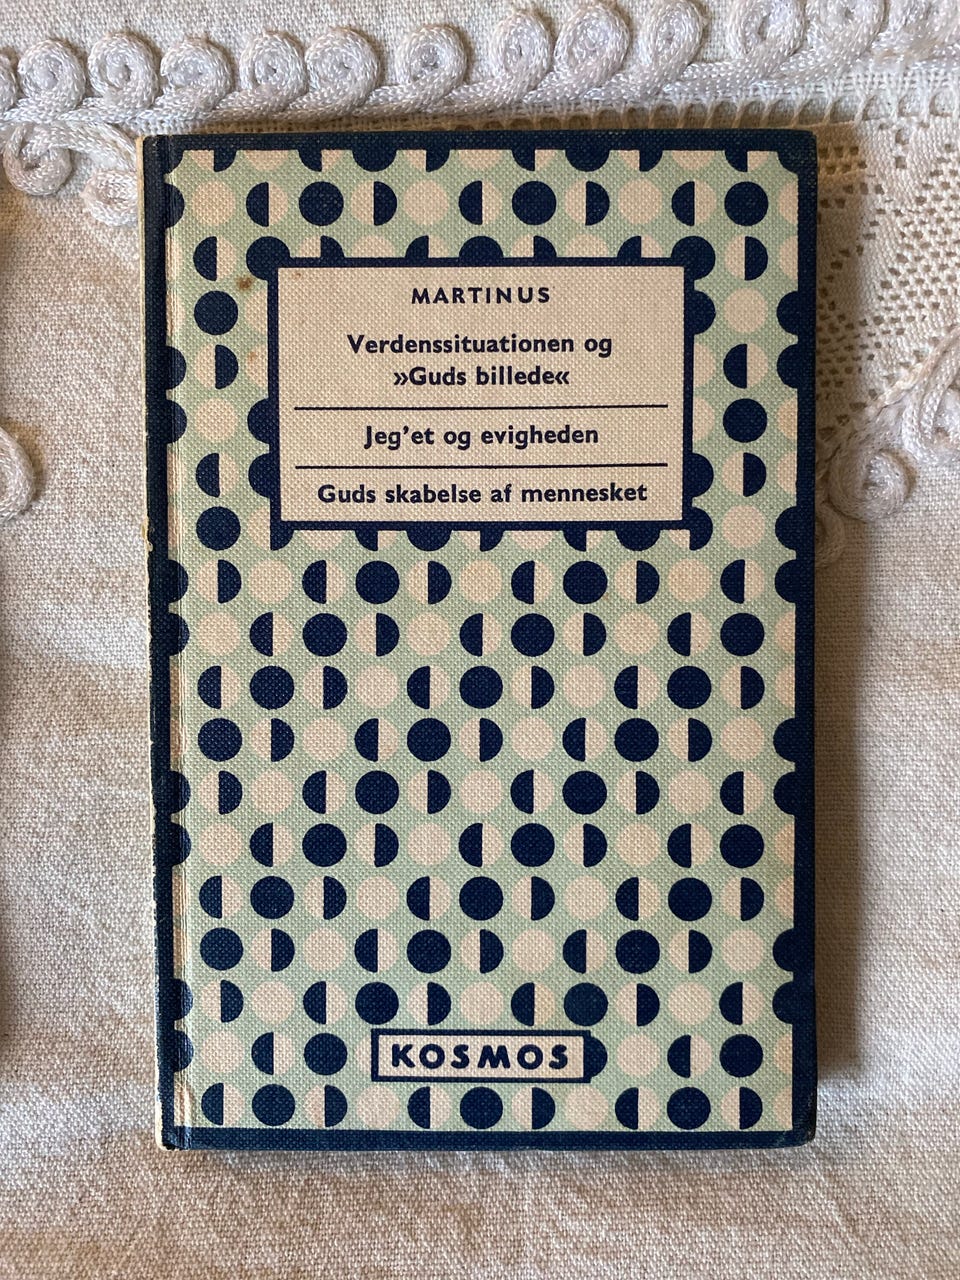 MARTINUS
Verdenssituationen og
»Guds billede«
Jeg'et og evigheden
Guds skabelse af mennesket
KOSMOS